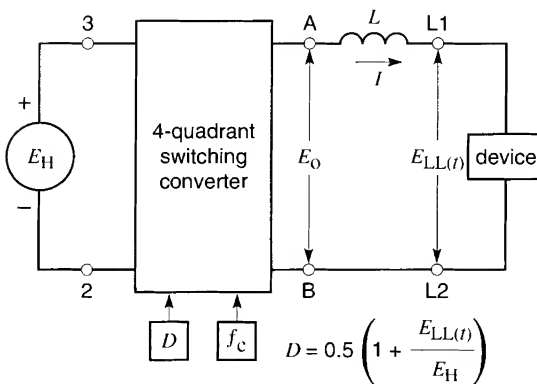 3
A
L
L1
I
+
E_H
−
4-quadrant
switching
converter
E_O
E_LL(t)
device
2
B
L2
D
f_c
D = 0.5 (1 + E_LL(t) / E_H)